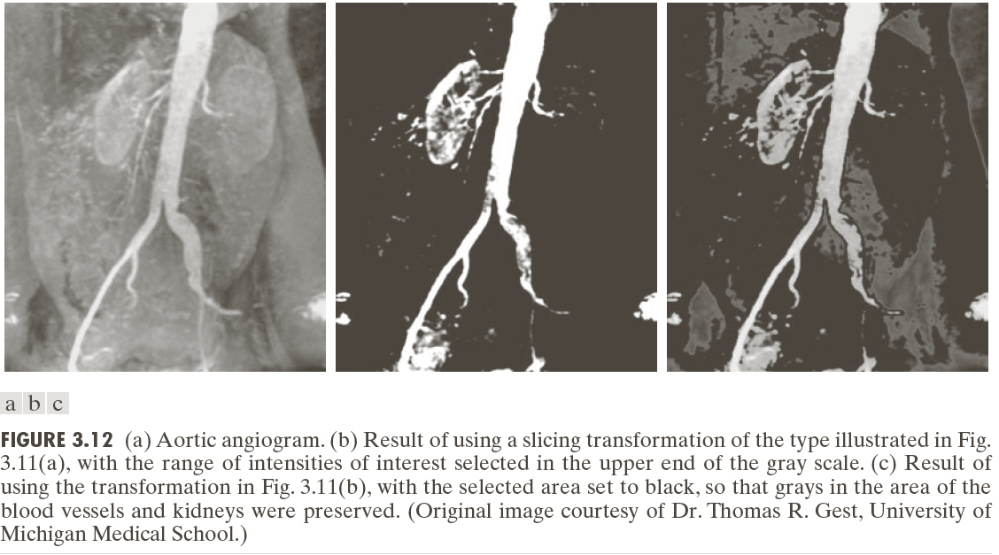 a b c
FIGURE 3.12 (a) Aortic angiogram. (b) Result of using a slicing transformation of the type illustrated in Fig.
3.11(a), with the range of intensities of interest selected in the upper end of the gray scale. (c) Result of
using the transformation in Fig. 3.11(b), with the selected area set to black, so that grays in the area of the
blood vessels and kidneys were preserved. (Original image courtesy of Dr. Thomas R. Gest, University of
Michigan Medical School.)